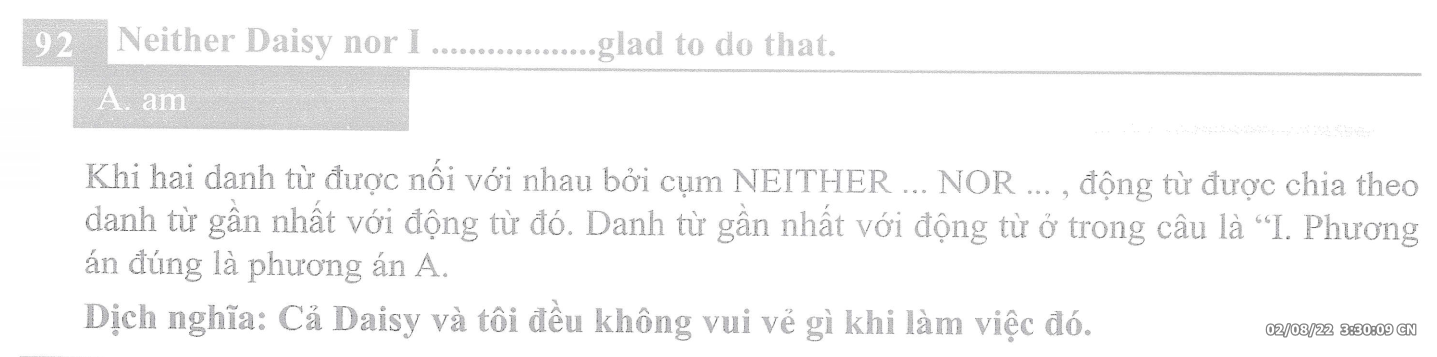 92 Neither Daisy nor I ..................glad to do that.
A. am
Khi hai danh từ được nối với nhau bởi cụm NEITHER ... NOR ... , động từ được chia theo
danh từ gần nhất với động từ đó. Danh từ gần nhất với động từ ở trong câu là “I. Phương
án đúng là phương án A.
Dịch nghĩa: Cả Daisy và tôi đều không vui vẻ gì khi làm việc đó.
02/08/22 3:30:09 CN